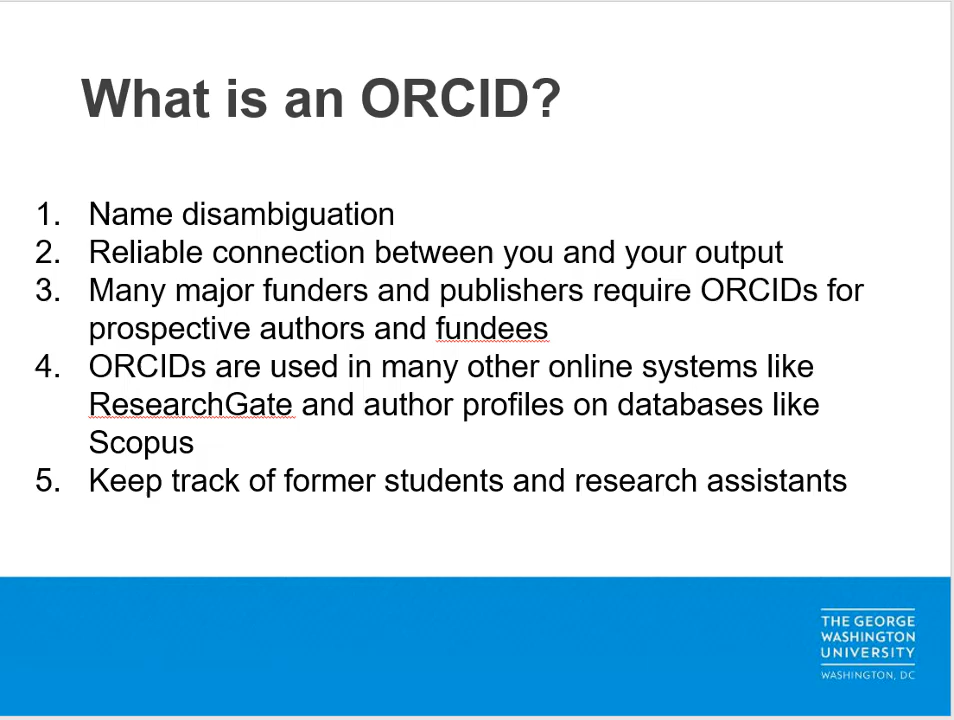 What is an ORCID?
1. Name disambiguation
2. Reliable connection between you and your output
3. Many major funders and publishers require ORCIDs for
prospective authors and fundees
4. ORCIDs are used in many other online systems like
ResearchGate and author profiles on databases like
Scopus
5. Keep track of former students and research assistants
THE GEORGE
WASHINGTON
UNIVERSITY
WASHINGTON, DC